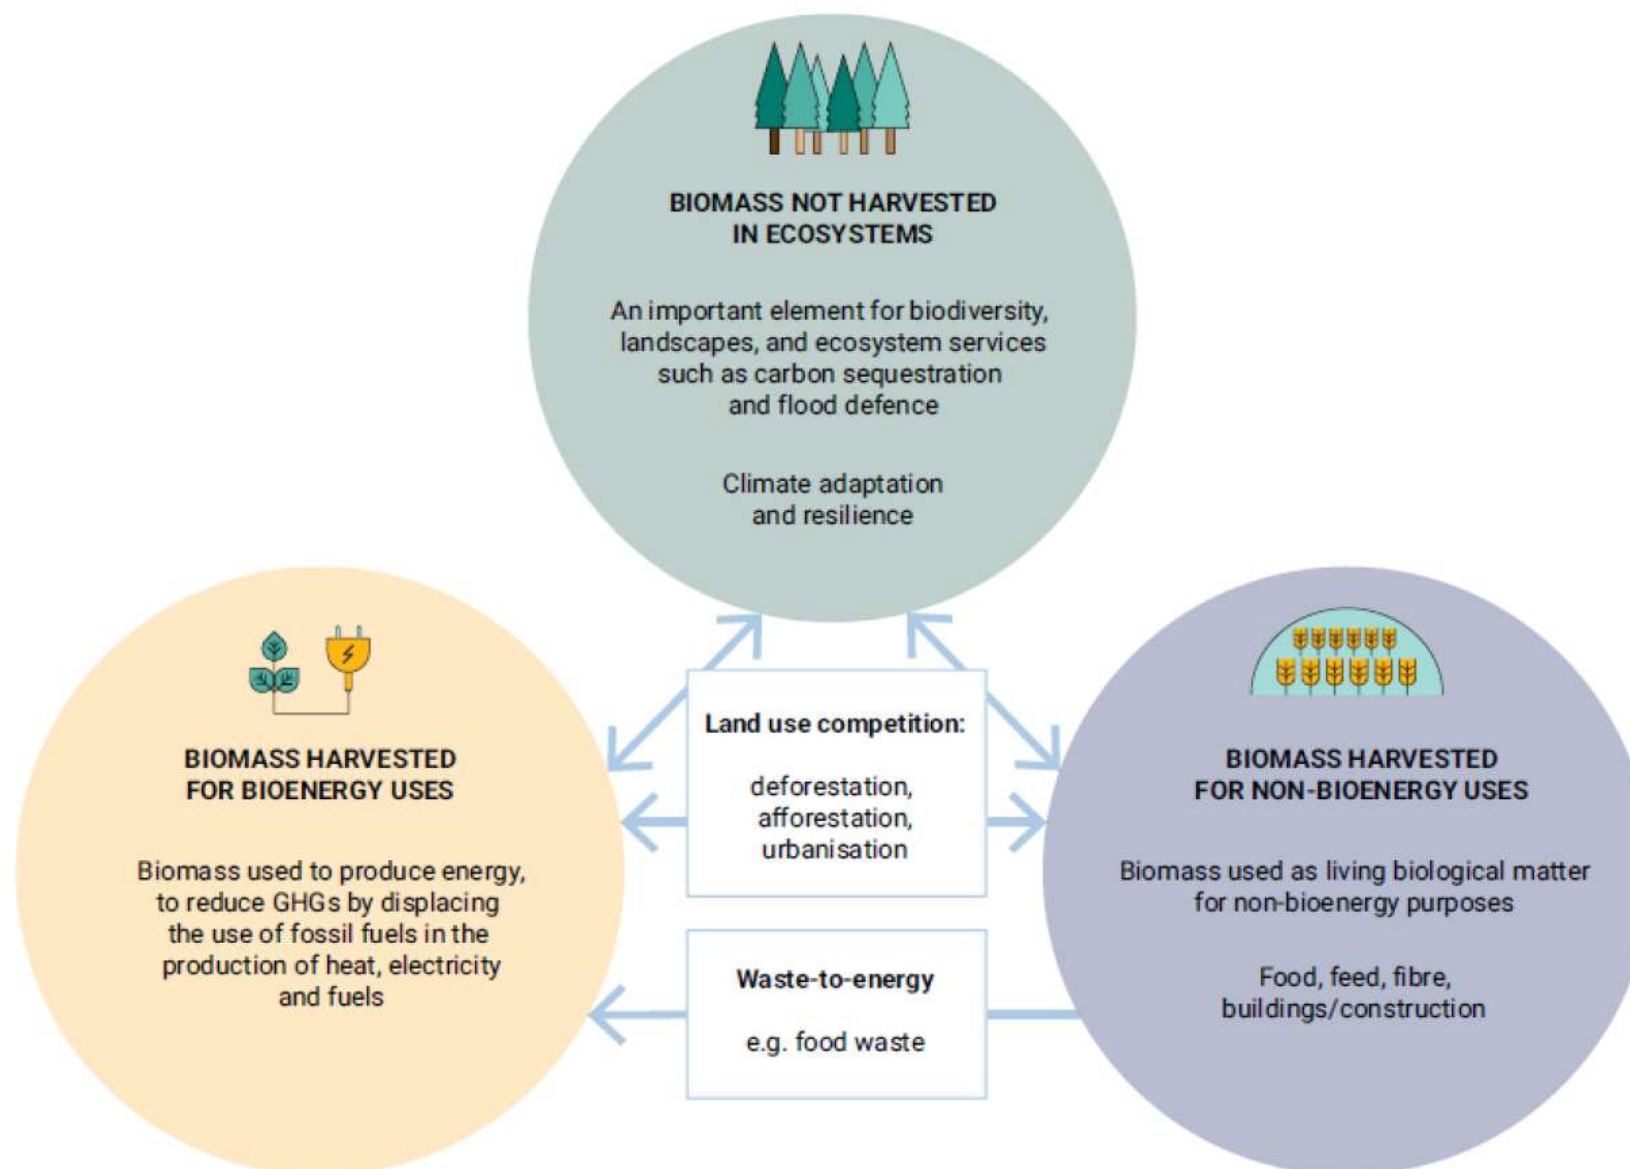 BIOMASS NOT HARVESTED
IN ECOSYSTEMS
An important element for biodiversity,
landscapes, and ecosystem services
such as carbon sequestration
and flood defence
Climate adaptation
and resilience
BIOMASS HARVESTED
FOR BIOENERGY USES
Biomass used to produce energy,
to reduce GHGs by displacing
the use of fossil fuels in the
production of heat, electricity
and fuels
Land use competition:
deforestation,
afforestation,
urbanisation
Waste-to-energy
e.g. food waste
BIOMASS HARVESTED
FOR NON-BIOENERGY USES
Biomass used as living biological matter
for non-bioenergy purposes
Food, feed, fibre,
buildings/construction